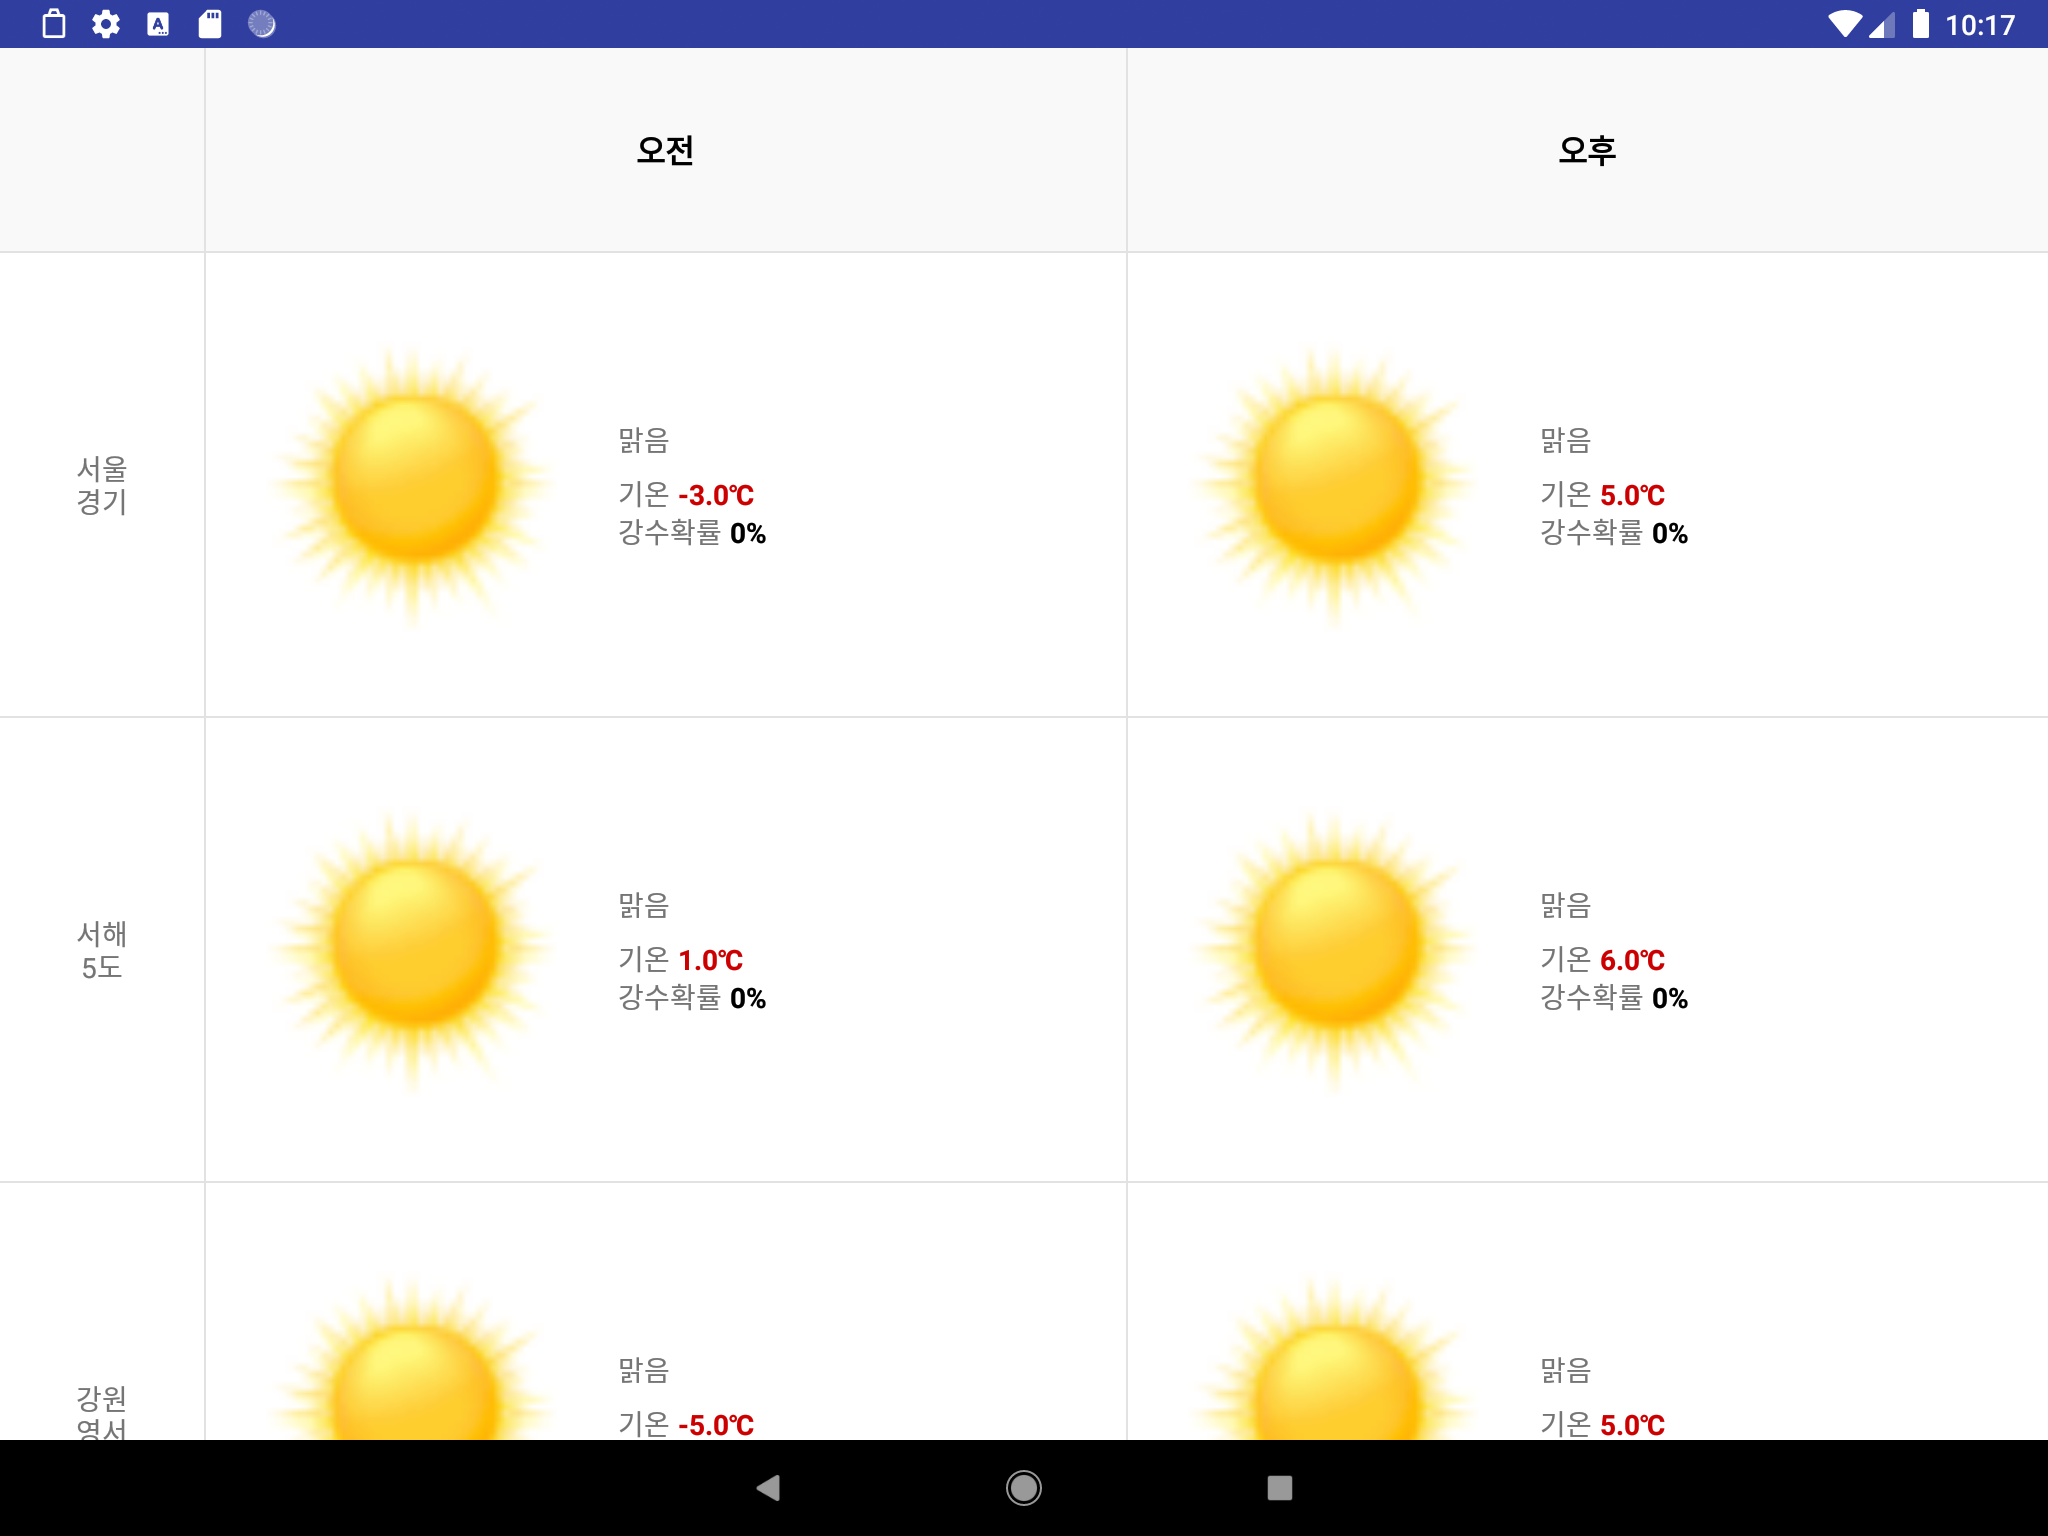 10:17
오전
오후
서울
경기
맑음
기온 -3.0℃
강수확률 0%
맑음
기온 5.0℃
강수확률 0%
서해
5도
맑음
기온 1.0℃
강수확률 0%
맑음
기온 6.0℃
강수확률 0%
강원
영서
맑음
기온 -5.0℃
맑음
기온 5.0℃